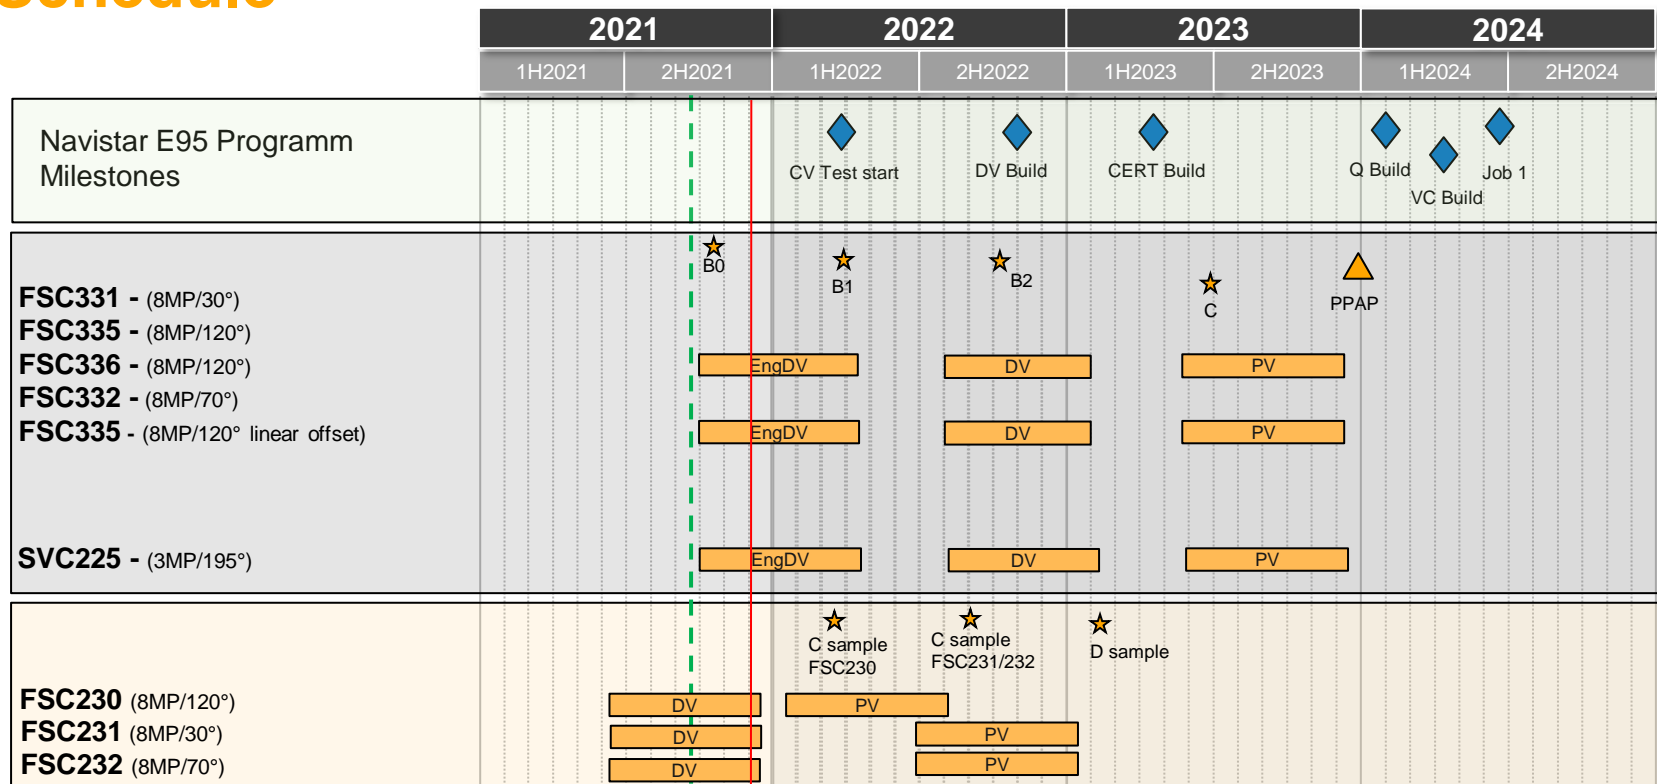 Schedule
2021 2022 2023 2024
1H2021 2H2021 1H2022 2H2022 1H2023 2H2023 1H2024 2H2024
Navistar E95 Programm
Milestones
CV Test start
DV Build
CERT Build
Q Build
VC Build
Job 1
B0
B1
B2
C
PPAP
FSC331 - (8MP/30°)
FSC335 - (8MP/120°)
FSC336 - (8MP/120°) EngDV DV PV
FSC332 - (8MP/70°)
FSC335 - (8MP/120° linear offset) EngDV DV PV
SVC225 - (3MP/195°) EngDV DV PV
C sample
FSC230
C sample
FSC231/232
D sample
FSC230 (8MP/120°) DV PV
FSC231 (8MP/30°) DV PV
FSC232 (8MP/70°) DV PV